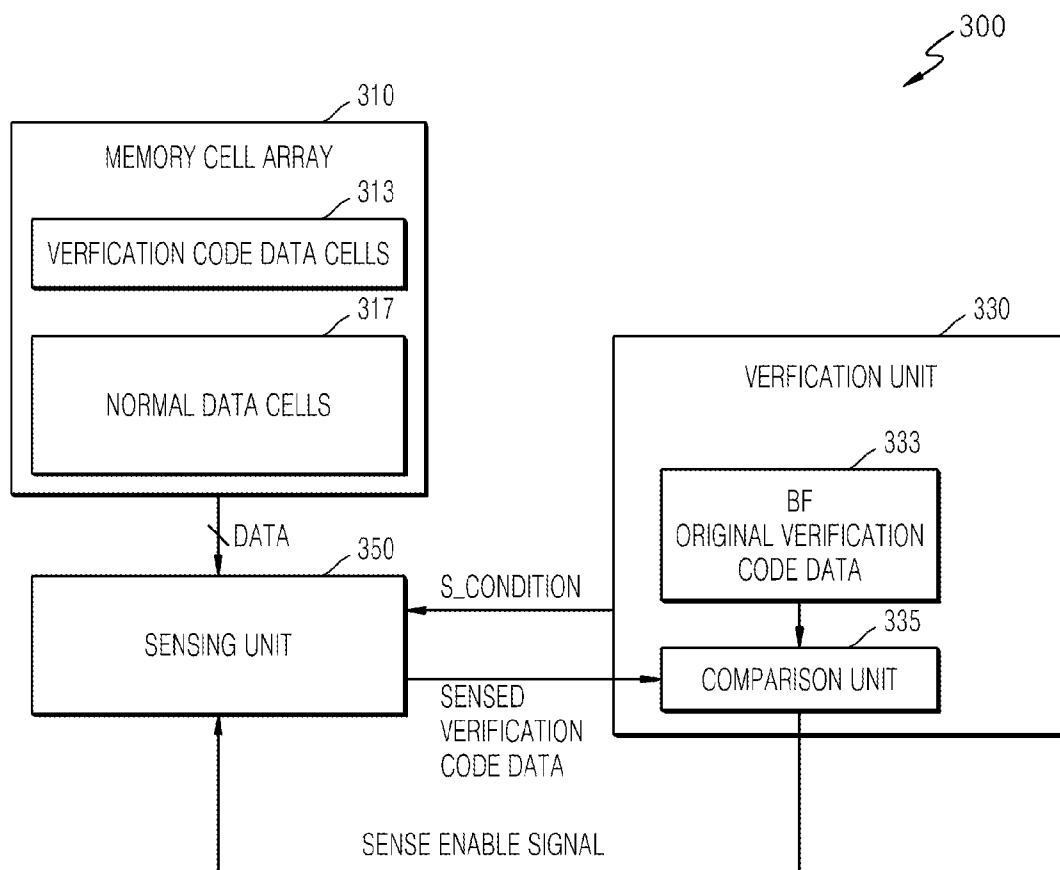 300
310
MEMORY CELL ARRAY
313
VERFICATION CODE DATA CELLS
317
NORMAL DATA CELLS
330
VERFICATION UNIT
333
BF
ORIGINAL VERIFICATION
CODE DATA
DATA
350
SENSING UNIT
S_CONDITION
335
COMPARISON UNIT
SENSED
VERIFICATION
CODE DATA
SENSE ENABLE SIGNAL